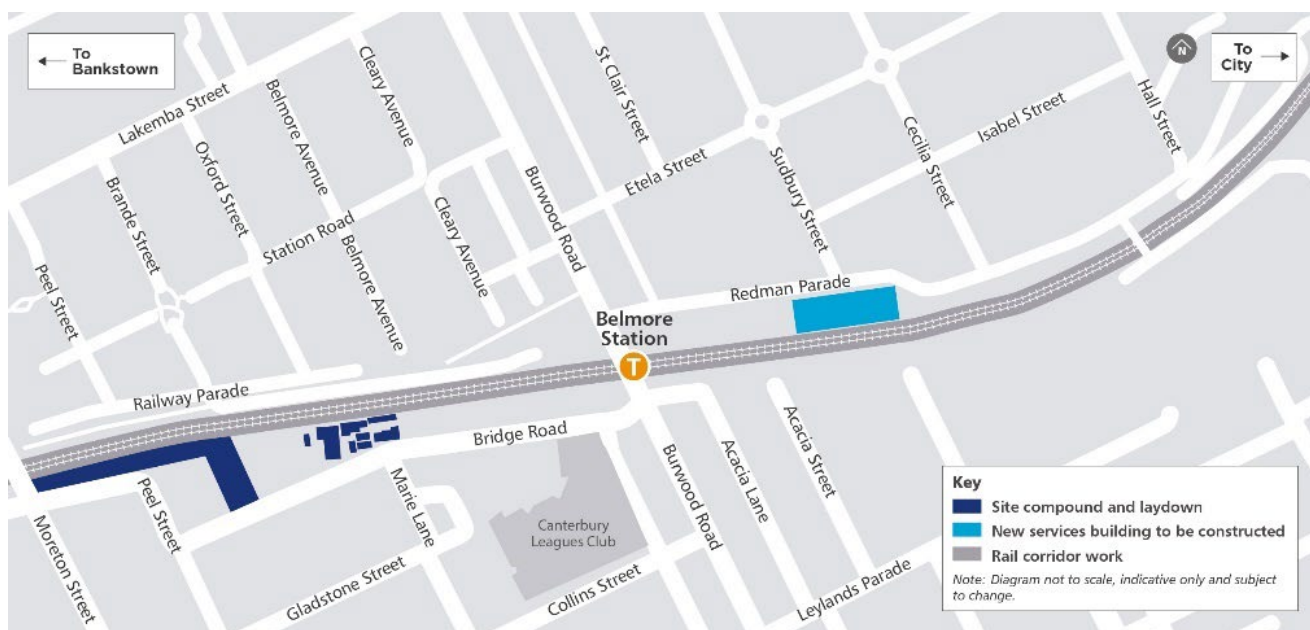 To
Bankstown
N
To
City
Lakemba Street
Belmore Avenue
Cleary Avenue
St Clair Street
Hall Street
Brande Street
Oxford Street
Station Road
Cleary Avenue
Burwood Road
Etela Street
Sudbury Street
Cecilia Street
Isabel Street
Peel Street
Belmore Avenue
Redman Parade
Belmore
Station
T
Railway Parade
Bridge Road
Peel Street
Marie Lane
Burwood Road
Acacia Lane
Acacia Street
Moreton Street
Canterbury
Leagues Club
Gladstone Street
Collins Street
Leylands Parade
Key
Site compound and laydown
New services building to be constructed
Rail corridor work
Note: Diagram not to scale, indicative only and subject
to change.